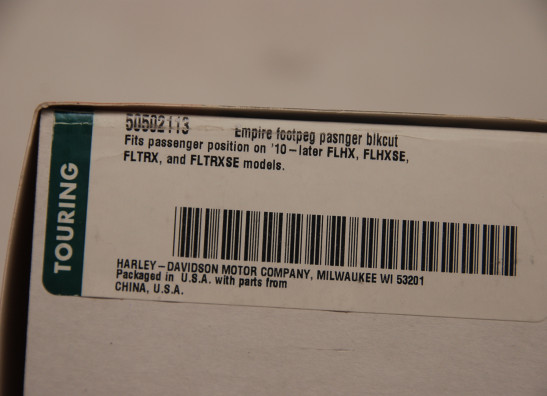 50502113 Empire footpeg pasnger blkcut
Fits passenger position on '10-later FLHX, FLHXSE,
FLTRX, and FLTRXSE models.
TOURING
HARLEY-DAVIDSON MOTOR COMPANY, MILWAUKEE WI 53201
Packaged in U.S.A. with parts from
CHINA, U.S.A.